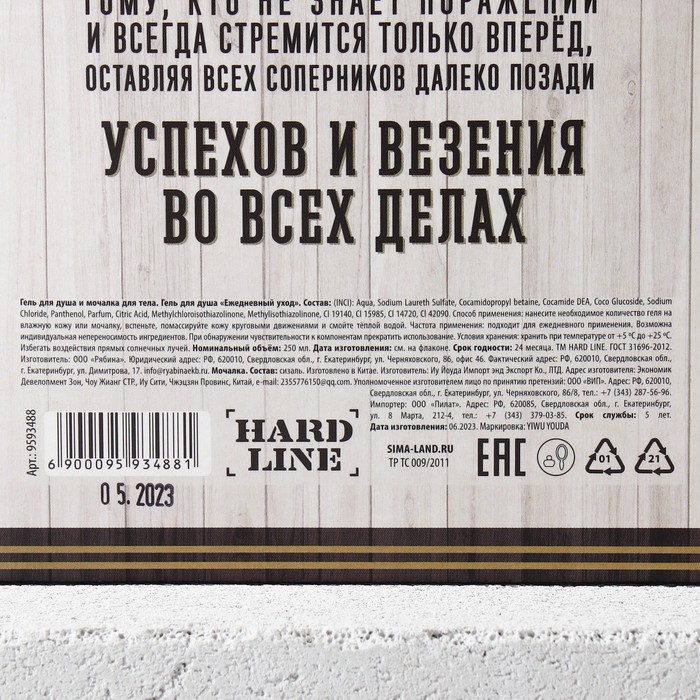 ТОМУ, КТО НЕ ЗНАЕТ ПОРАЖЕНИЙ
И ВСЕГДА СТРЕМИТСЯ ТОЛЬКО ВПЕРЁД,
ОСТАВЛЯЯ ВСЕХ СОПЕРНИКОВ ДАЛЕКО ПОЗАДИ
УСПЕХОВ И ВЕЗЕНИЯ
ВО ВСЕХ ДЕЛАХ
Гель для душа и мочалка для тела. Гель для душа «Ежедневный уход». Состав: (INCI): Aqua, Sodium Laureth Sulfate, Cocamidopropyl betaine, Cocamide DEA, Coco Glucoside, Sodium
Chloride, Panthenol, Parfum, Citric Acid, Methylchloroisothiazolinone, Methylisothiazolinone, CI 19140, CI 15985, CI 14720, CI 42090. Способ применения: нанесите необходимое количество геля на
влажную кожу или мочалку, вспеньте, помассируйте кожу круговыми движениями и смойте тёплой водой. Частота применения: подходит для ежедневного применения. Возможна
индивидуальная непереносимость ингредиентов. При обнаружении чувствительности к компонентам прекратить использование. Условия хранения: хранить при температуре от +5 °C до +25 °C.
Избегать воздействия прямых солнечных лучей. Номинальный объём: 250 мл. Дата изготовления: см. на флаконе. Срок годности: 24 месяца. ТМ HARD LINE. ГОСТ 31696-2012.
Изготовитель: ООО «Рябина». Юридический адрес: РФ, 620010, Свердловская обл., г. Екатеринбург, ул. Черняховского, 86, офис 46. Фактический адрес: РФ, 620010, Свердловская обл.,
г. Екатеринбург, ул. Димитрова, 17. info@ryabinaekb.ru. Мочалка. Состав: сизаль. Изготовлено в Китае. Изготовитель: Иу Йоуда Имп энд Экспорт Ко., ЛТД. Адрес изготовителя: Экономик
Девелопмент Зон, Чоу Жианг СТР., Иу Сити, Чжэцзян Провинс, Китай, e-mail: 2355776150@qq.com. Уполномоченное изготовителем лицо по принятию претензий: ООО «ВИП». Адрес: РФ, 620010,
Свердловская обл., г. Екатеринбург, ул. Черняховского, 86/8, тел.: +7 (343) 287-56-96.
Импортер: ООО «Пилат». Адрес: РФ, 620085, Свердловская обл., г. Екатеринбург,
ул. 8 Марта, 212-4, тел.: +7 (343) 379-03-85. Срок службы: 5 лет.
Дата изготовления: 06.2023. Маркировка: YIWU YOUDA
Арт.: 9593488
6 900095 934881
0 5. 2023
HARD
LINE
SIMA-LAND.RU
ТР ТС 009/2011
EAC
01
21